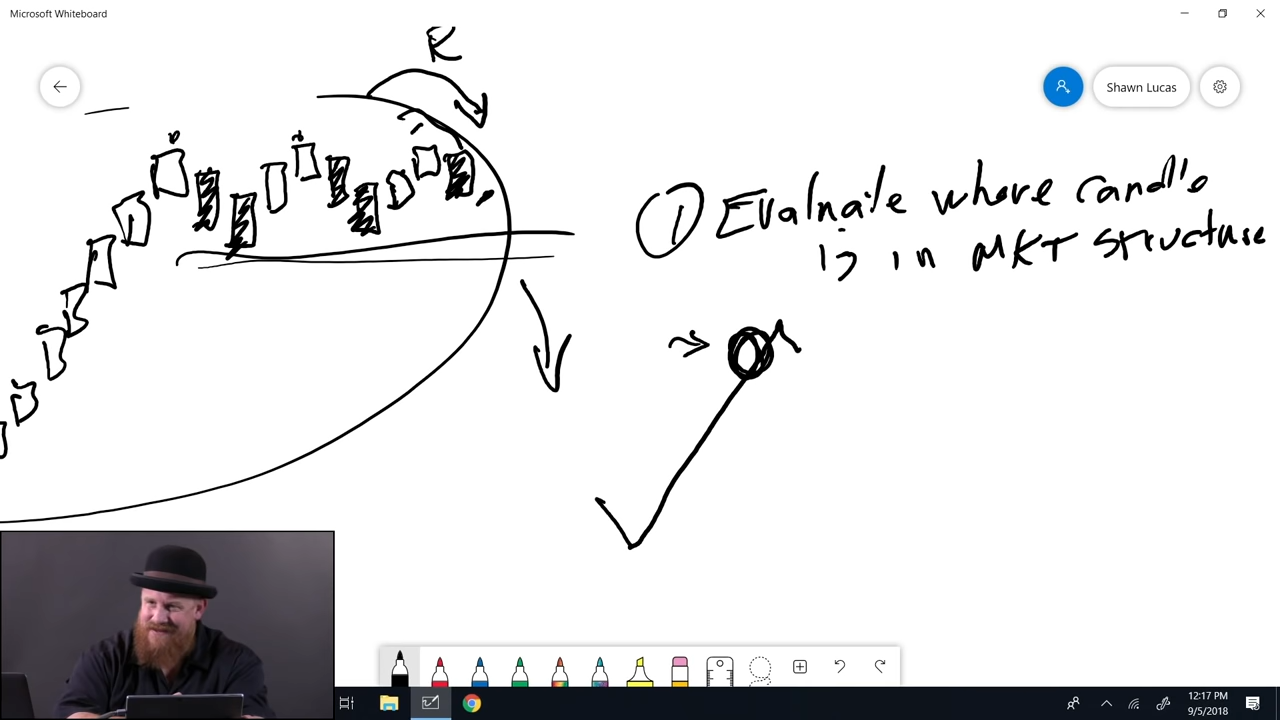 Microsoft Whiteboard
R
Shawn Lucas
① Evaluate where candle
is in MKT structure
12:17 PM
9/5/2018